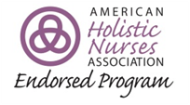 AMERICAN
Holistic
Nurses
ASSOCIATION
Endorsed Program